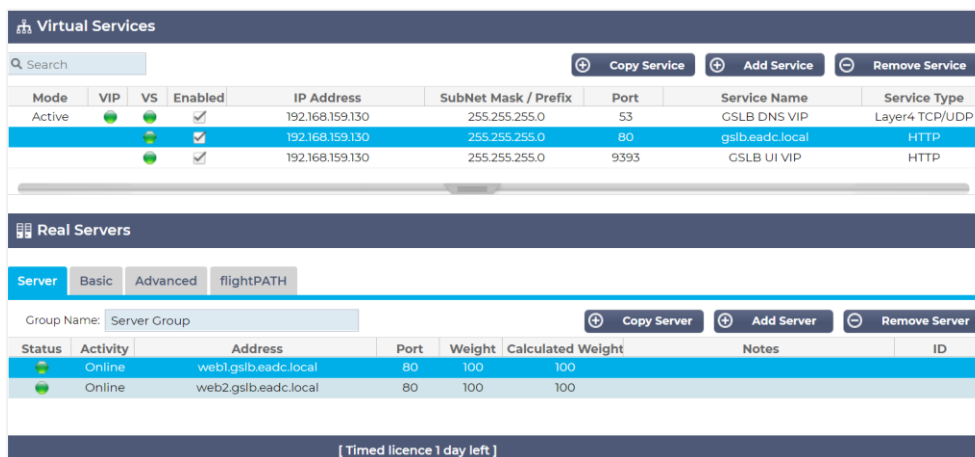 Virtual Services
Search
Copy Service Add Service Remove Service
Mode VIP VS Enabled IP Address SubNet Mask / Prefix Port Service Name Service Type
Active 192.168.159.130 255.255.255.0 53 GSLB DNS VIP Layer4 TCP/UDP
192.168.159.130 255.255.255.0 80 gslb.eadc.local HTTP
192.168.159.130 255.255.255.0 9393 GSLB UI VIP HTTP
Real Servers
Server Basic Advanced flightPATH
Group Name: Server Group Copy Server Add Server Remove Server
Status Activity Address Port Weight Calculated Weight Notes ID
Online web1.gslb.eadc.local 80 100 100
Online web2.gslb.eadc.local 80 100 100
[ Timed licence 1 day left ]